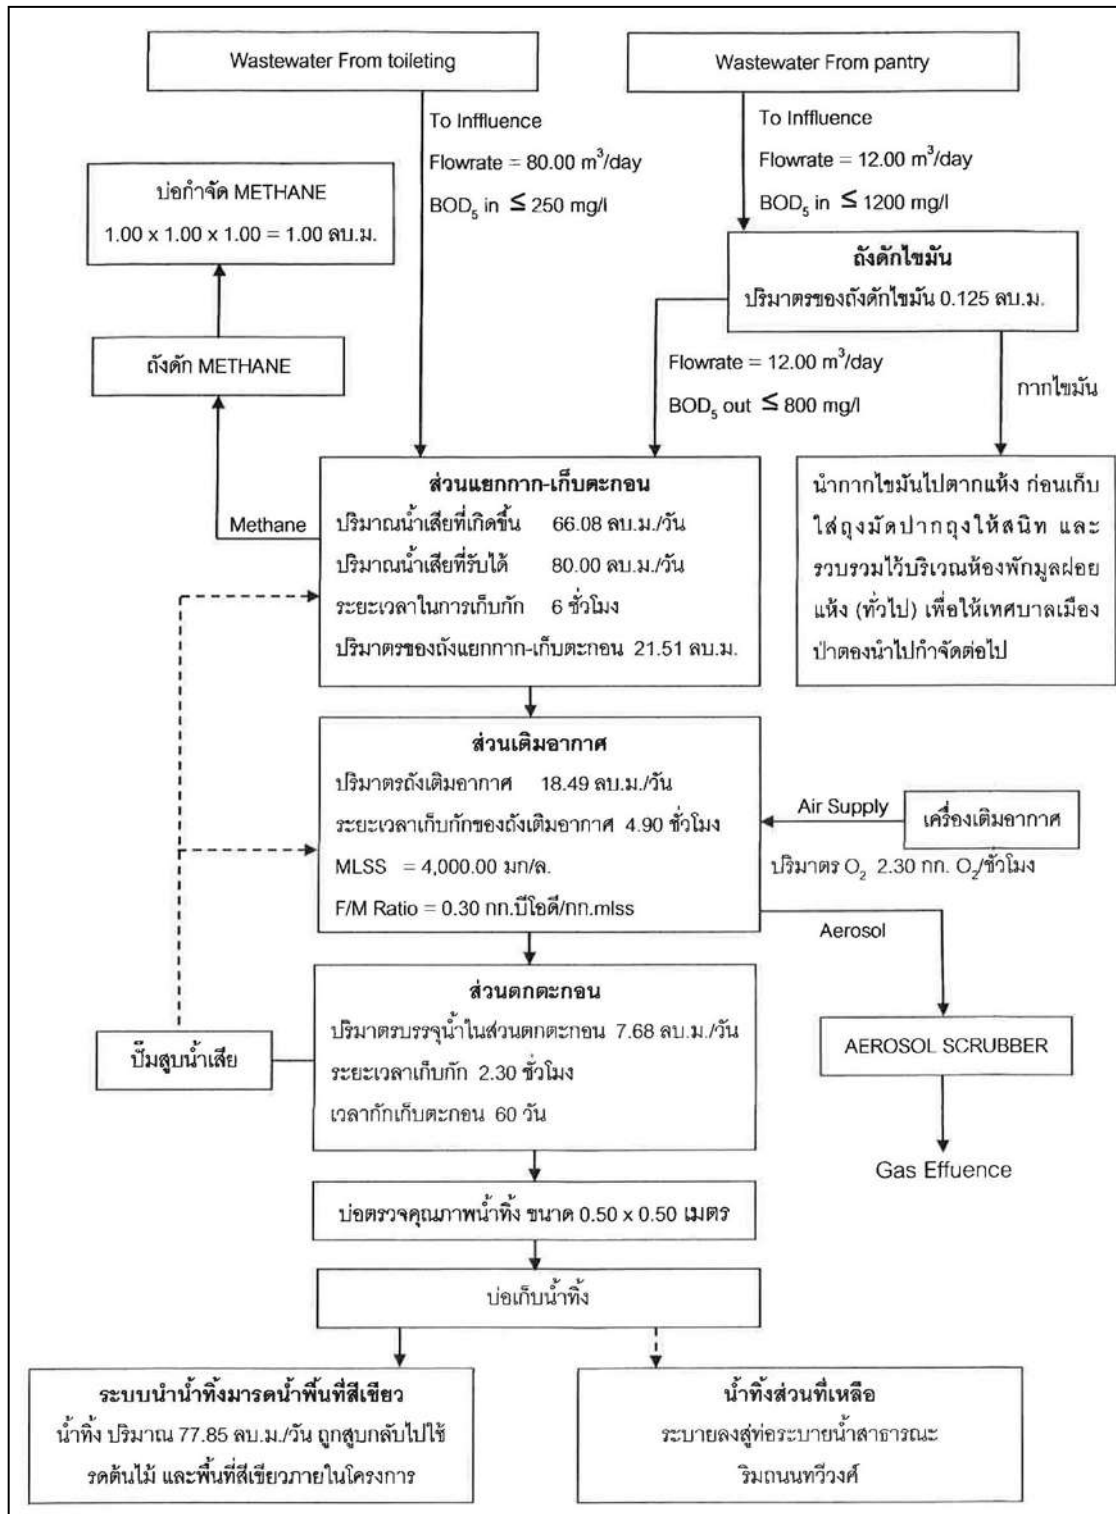 Wastewater From toileting
Wastewater From pantry
To Inffluence
Flowrate = 80.00 m³/day
BOD₅ in ≤ 250 mg/l
To Inffluence
Flowrate = 12.00 m³/day
BOD₅ in ≤ 1200 mg/l
บ่อกำจัด METHANE
1.00 x 1.00 x 1.00 = 1.00 ลบ.ม.
ถังดักไขมัน
ปริมาตรของถังดักไขมัน 0.125 ลบ.ม.
ถังดัก METHANE
Flowrate = 12.00 m³/day
BOD₅ out ≤ 800 mg/l
กากไขมัน
Methane
ส่วนแยกกาก-เก็บตะกอน
ปริมาณน้ำเสียที่เกิดขึ้น 66.08 ลบ.ม./วัน
ปริมาณน้ำเสียที่รับได้ 80.00 ลบ.ม./วัน
ระยะเวลาในการเก็บกัก 6 ชั่วโมง
ปริมาตรของถังแยกกาก-เก็บตะกอน 21.51 ลบ.ม.
นำกากไขมันไปตากแห้ง ก่อนเก็บ
ใส่ถุงมัดปากถุงให้สนิท และ
รวบรวมไว้บริเวณห้องพักมูลฝอย
แห้ง (ทั่วไป) เพื่อให้เทศบาลเมือง
ป่าตองนำไปกำจัดต่อไป
ส่วนเติมอากาศ
ปริมาตรถังเติมอากาศ 18.49 ลบ.ม./วัน
ระยะเวลาเก็บกักของถังเติมอากาศ 4.90 ชั่วโมง
MLSS = 4,000.00 มก/ล.
F/M Ratio = 0.30 กก.บีโอดี/กก.mlss
Air Supply
เครื่องเติมอากาศ
ปริมาตร O₂ 2.30 กก. O₂/ชั่วโมง
Aerosol
ส่วนตกตะกอน
ปริมาตรบรรจุน้ำในส่วนตกตะกอน 7.68 ลบ.ม./วัน
ระยะเวลาเก็บกัก 2.30 ชั่วโมง
เวลากักเก็บตะกอน 60 วัน
ปั๊มสูบน้ำเสีย
AEROSOL SCRUBBER
Gas Effuence
บ่อตรวจคุณภาพน้ำทิ้ง ขนาด 0.50 x 0.50 เมตร
บ่อเก็บน้ำทิ้ง
ระบบนำน้ำทิ้งมารดน้ำพื้นที่สีเขียว
น้ำทิ้ง ปริมาณ 77.85 ลบ.ม./วัน ถูกสูบกลับไปใช้
รดต้นไม้ และพื้นที่สีเขียวภายในโครงการ
น้ำทิ้งส่วนที่เหลือ
ระบายลงสู่ท่อระบายน้ำสาธารณะ
ริมถนนทวีวงศ์